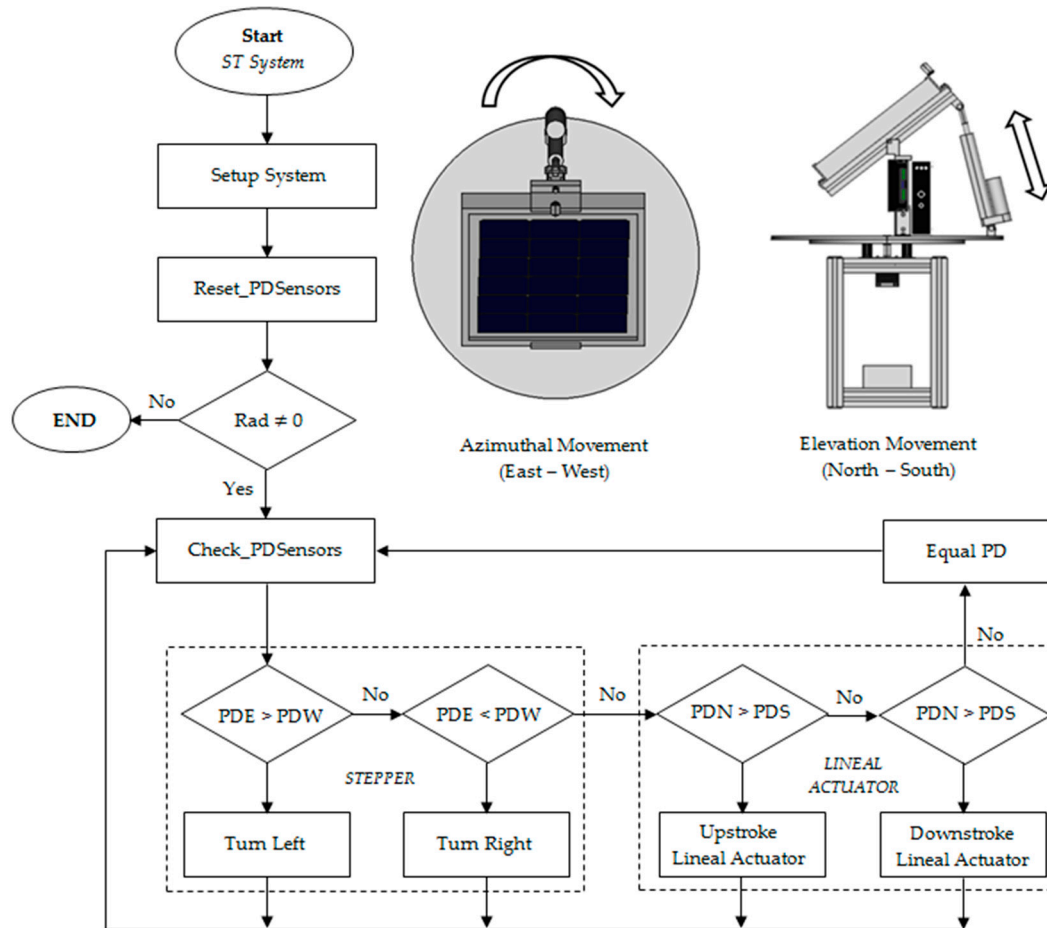 Start
ST System
Setup System
Reset_PDSensors
No
END
Rad ≠ 0
Azimuthal Movement
(East – West)
Elevation Movement
(North – South)
Yes
Check_PDSensors
Equal PD
No
No
No
No
PDE > PDW
PDE < PDW
PDN > PDS
PDN > PDS
STEPPER
LINEAL
ACTUATOR
Turn Left
Turn Right
Upstroke
Lineal Actuator
Downstroke
Lineal Actuator